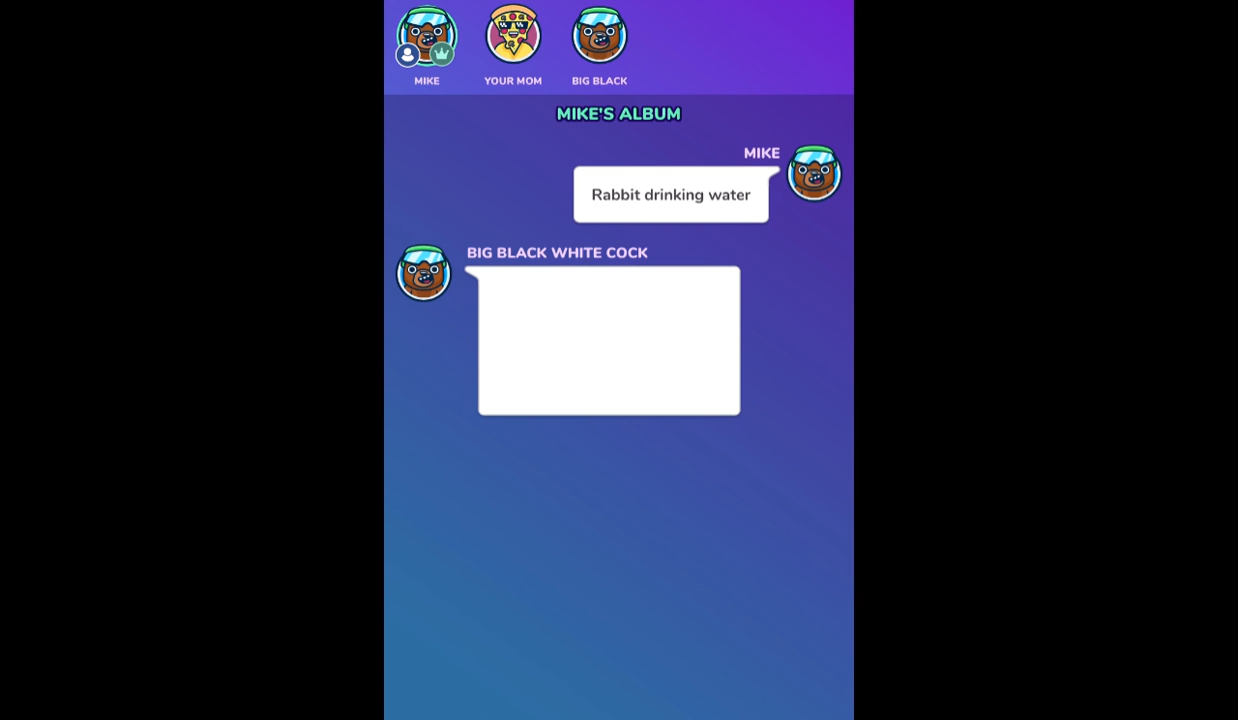 MIKE
YOUR MOM
BIG BLACK
MIKE'S ALBUM
MIKE
Rabbit drinking water
BIG BLACK WHITE COCK